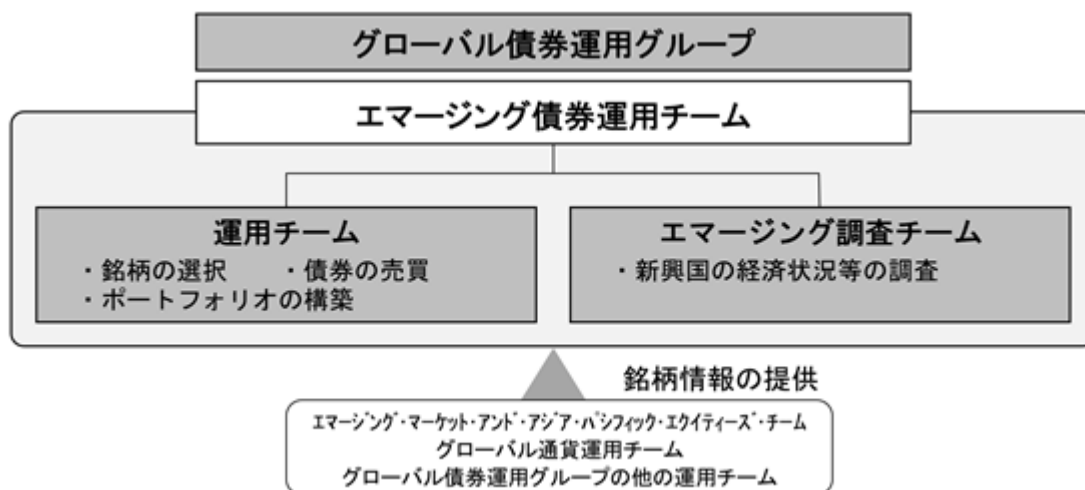 グローバル債券運用グループ
エマージング債券運用チーム
運用チーム
・銘柄の選択 ・債券の売買
・ポートフォリオの構築
エマージング調査チーム
・新興国の経済状況等の調査
銘柄情報の提供
ｴﾏｰｼﾞﾝｸﾞ･ﾏｰｹｯﾄ･ｱﾝﾄﾞ･ｱｼﾞｱ･ﾊﾟｼﾌｨｯｸ･ｴｸｲﾃｨｰｽﾞ･ﾁｰﾑ
グローバル通貨運用チーム
グローバル債券運用グループの他の運用チーム